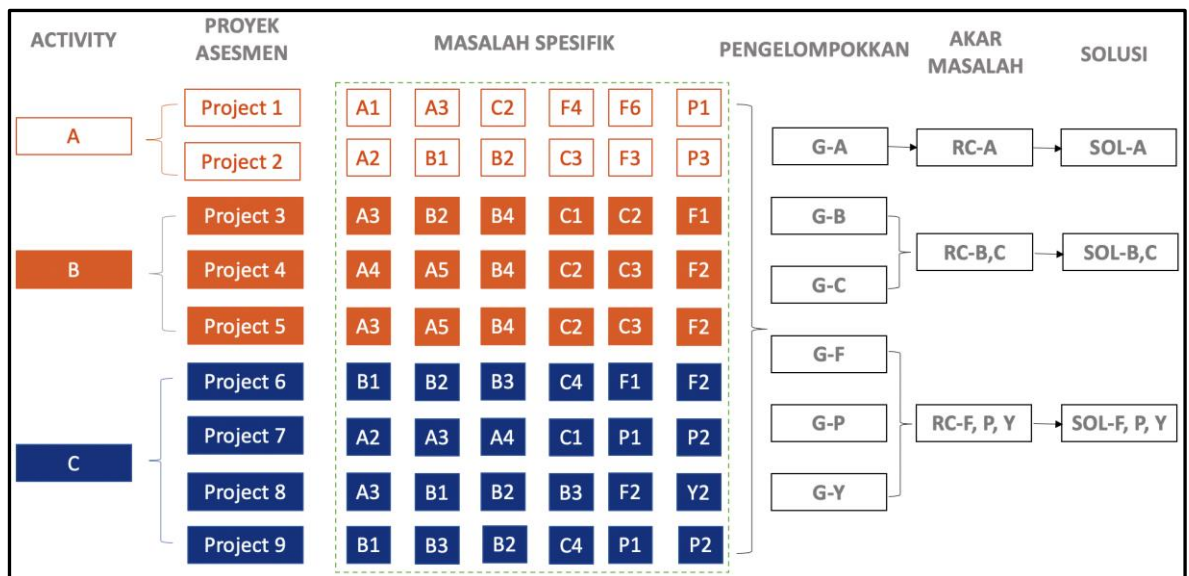 ACTIVITY
PROYEK
ASESMEN
MASALAH SPESIFIK
PENGELOMPOKKAN
AKAR
MASALAH
SOLUSI
A
Project 1 A1 A3 C2 F4 F6 P1
Project 2 A2 B1 B2 C3 F3 P3
B
Project 3 A3 B2 B4 C1 C2 F1
Project 4 A4 A5 B4 C2 C3 F2
Project 5 A3 A5 B4 C2 C3 F2
C
Project 6 B1 B2 B3 C4 F1 F2
Project 7 A2 A3 A4 C1 P1 P2
Project 8 A3 B1 B2 B3 F2 Y2
Project 9 B1 B3 B2 C4 P1 P2
G-A RC-A SOL-A
G-B
G-C
RC-B,C SOL-B,C
G-F
G-P
G-Y
RC-F, P, Y SOL-F, P, Y